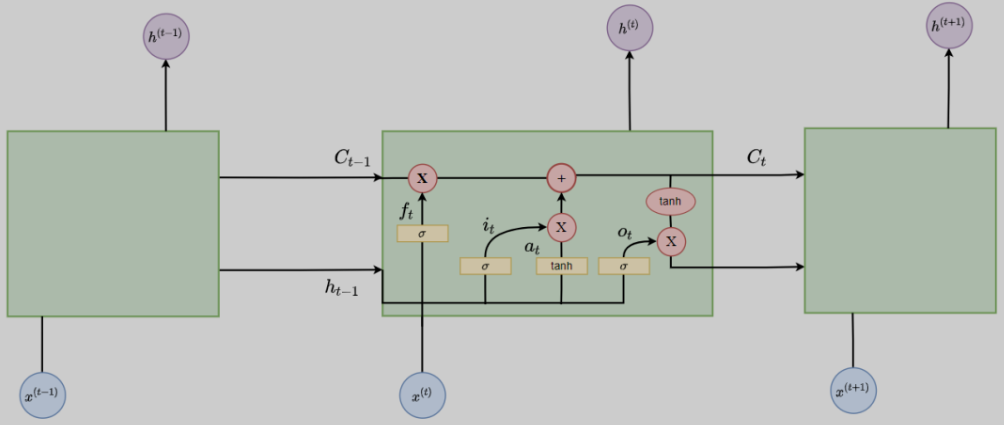 h^(t-1)
h^(t)
h^(t+1)
C_{t-1}
C_t
X
+
f_t
tanh
σ
i_t
X
o_t
X
a_t
σ
tanh
σ
h_{t-1}
x^(t-1)
x^(t)
x^(t+1)